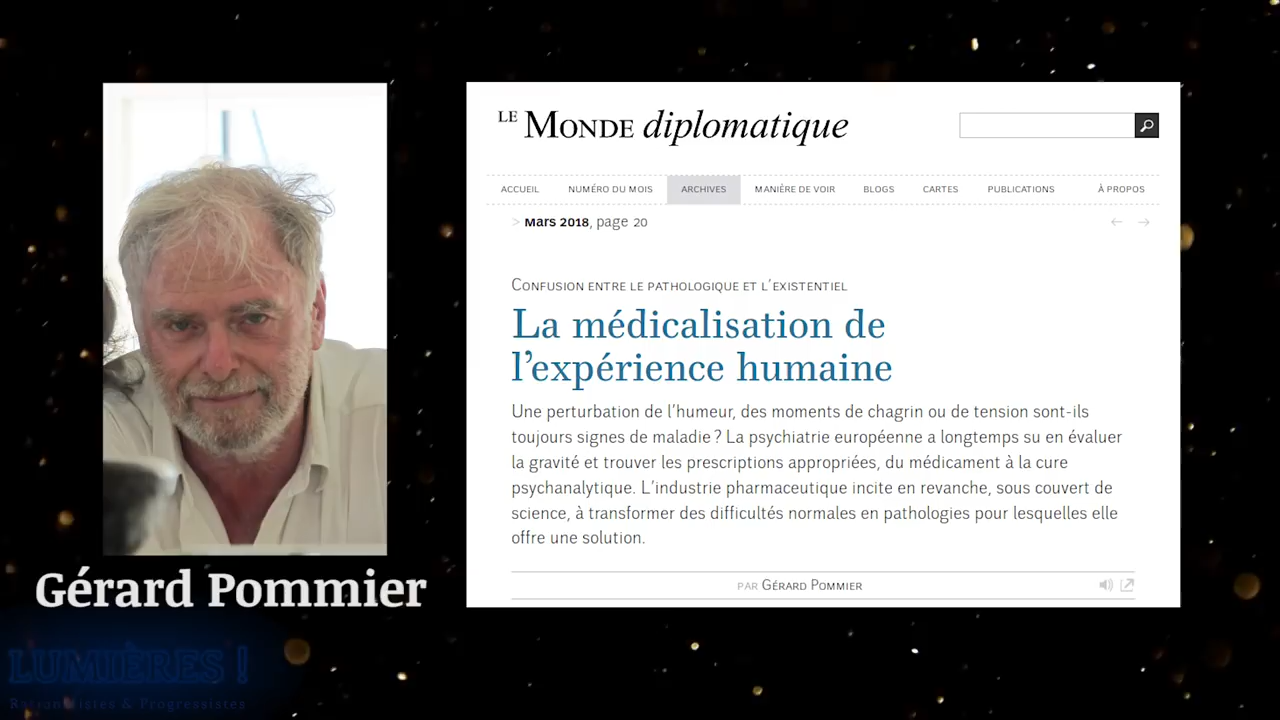 LE MONDE diplomatique
ACCUEIL NUMÉRO DU MOIS ARCHIVES MANIÈRE DE VOIR BLOGS CARTES PUBLICATIONS À PROPOS
> Mars 2018, page 20 ← →
CONFUSION ENTRE LE PATHOLOGIQUE ET L'EXISTENTIEL
La médicalisation de
l'expérience humaine
Une perturbation de l'humeur, des moments de chagrin ou de tension sont-ils
toujours signes de maladie ? La psychiatrie européenne a longtemps su en évaluer
la gravité et trouver les prescriptions appropriées, du médicament à la cure
psychanalytique. L'industrie pharmaceutique incite en revanche, sous couvert de
science, à transformer des difficultés normales en pathologies pour lesquelles elle
offre une solution.
PAR GÉRARD POMMIER
Gérard Pommier
LUMIÈRES !
Rationalistes & Progressistes